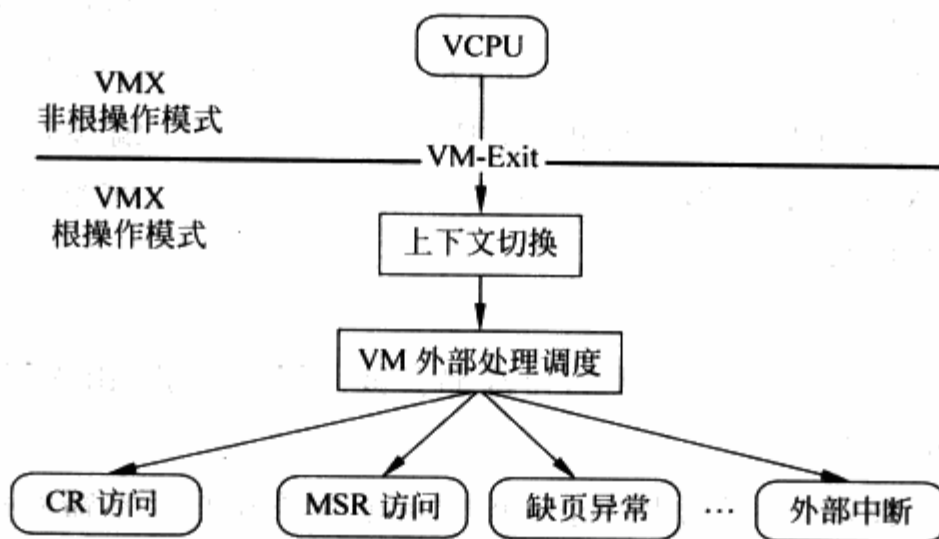 VCPU
VMX
非根操作模式
VM-Exit
VMX
根操作模式
上下文切换
VM 外部处理调度
CR 访问
MSR 访问
缺页异常
…
外部中断